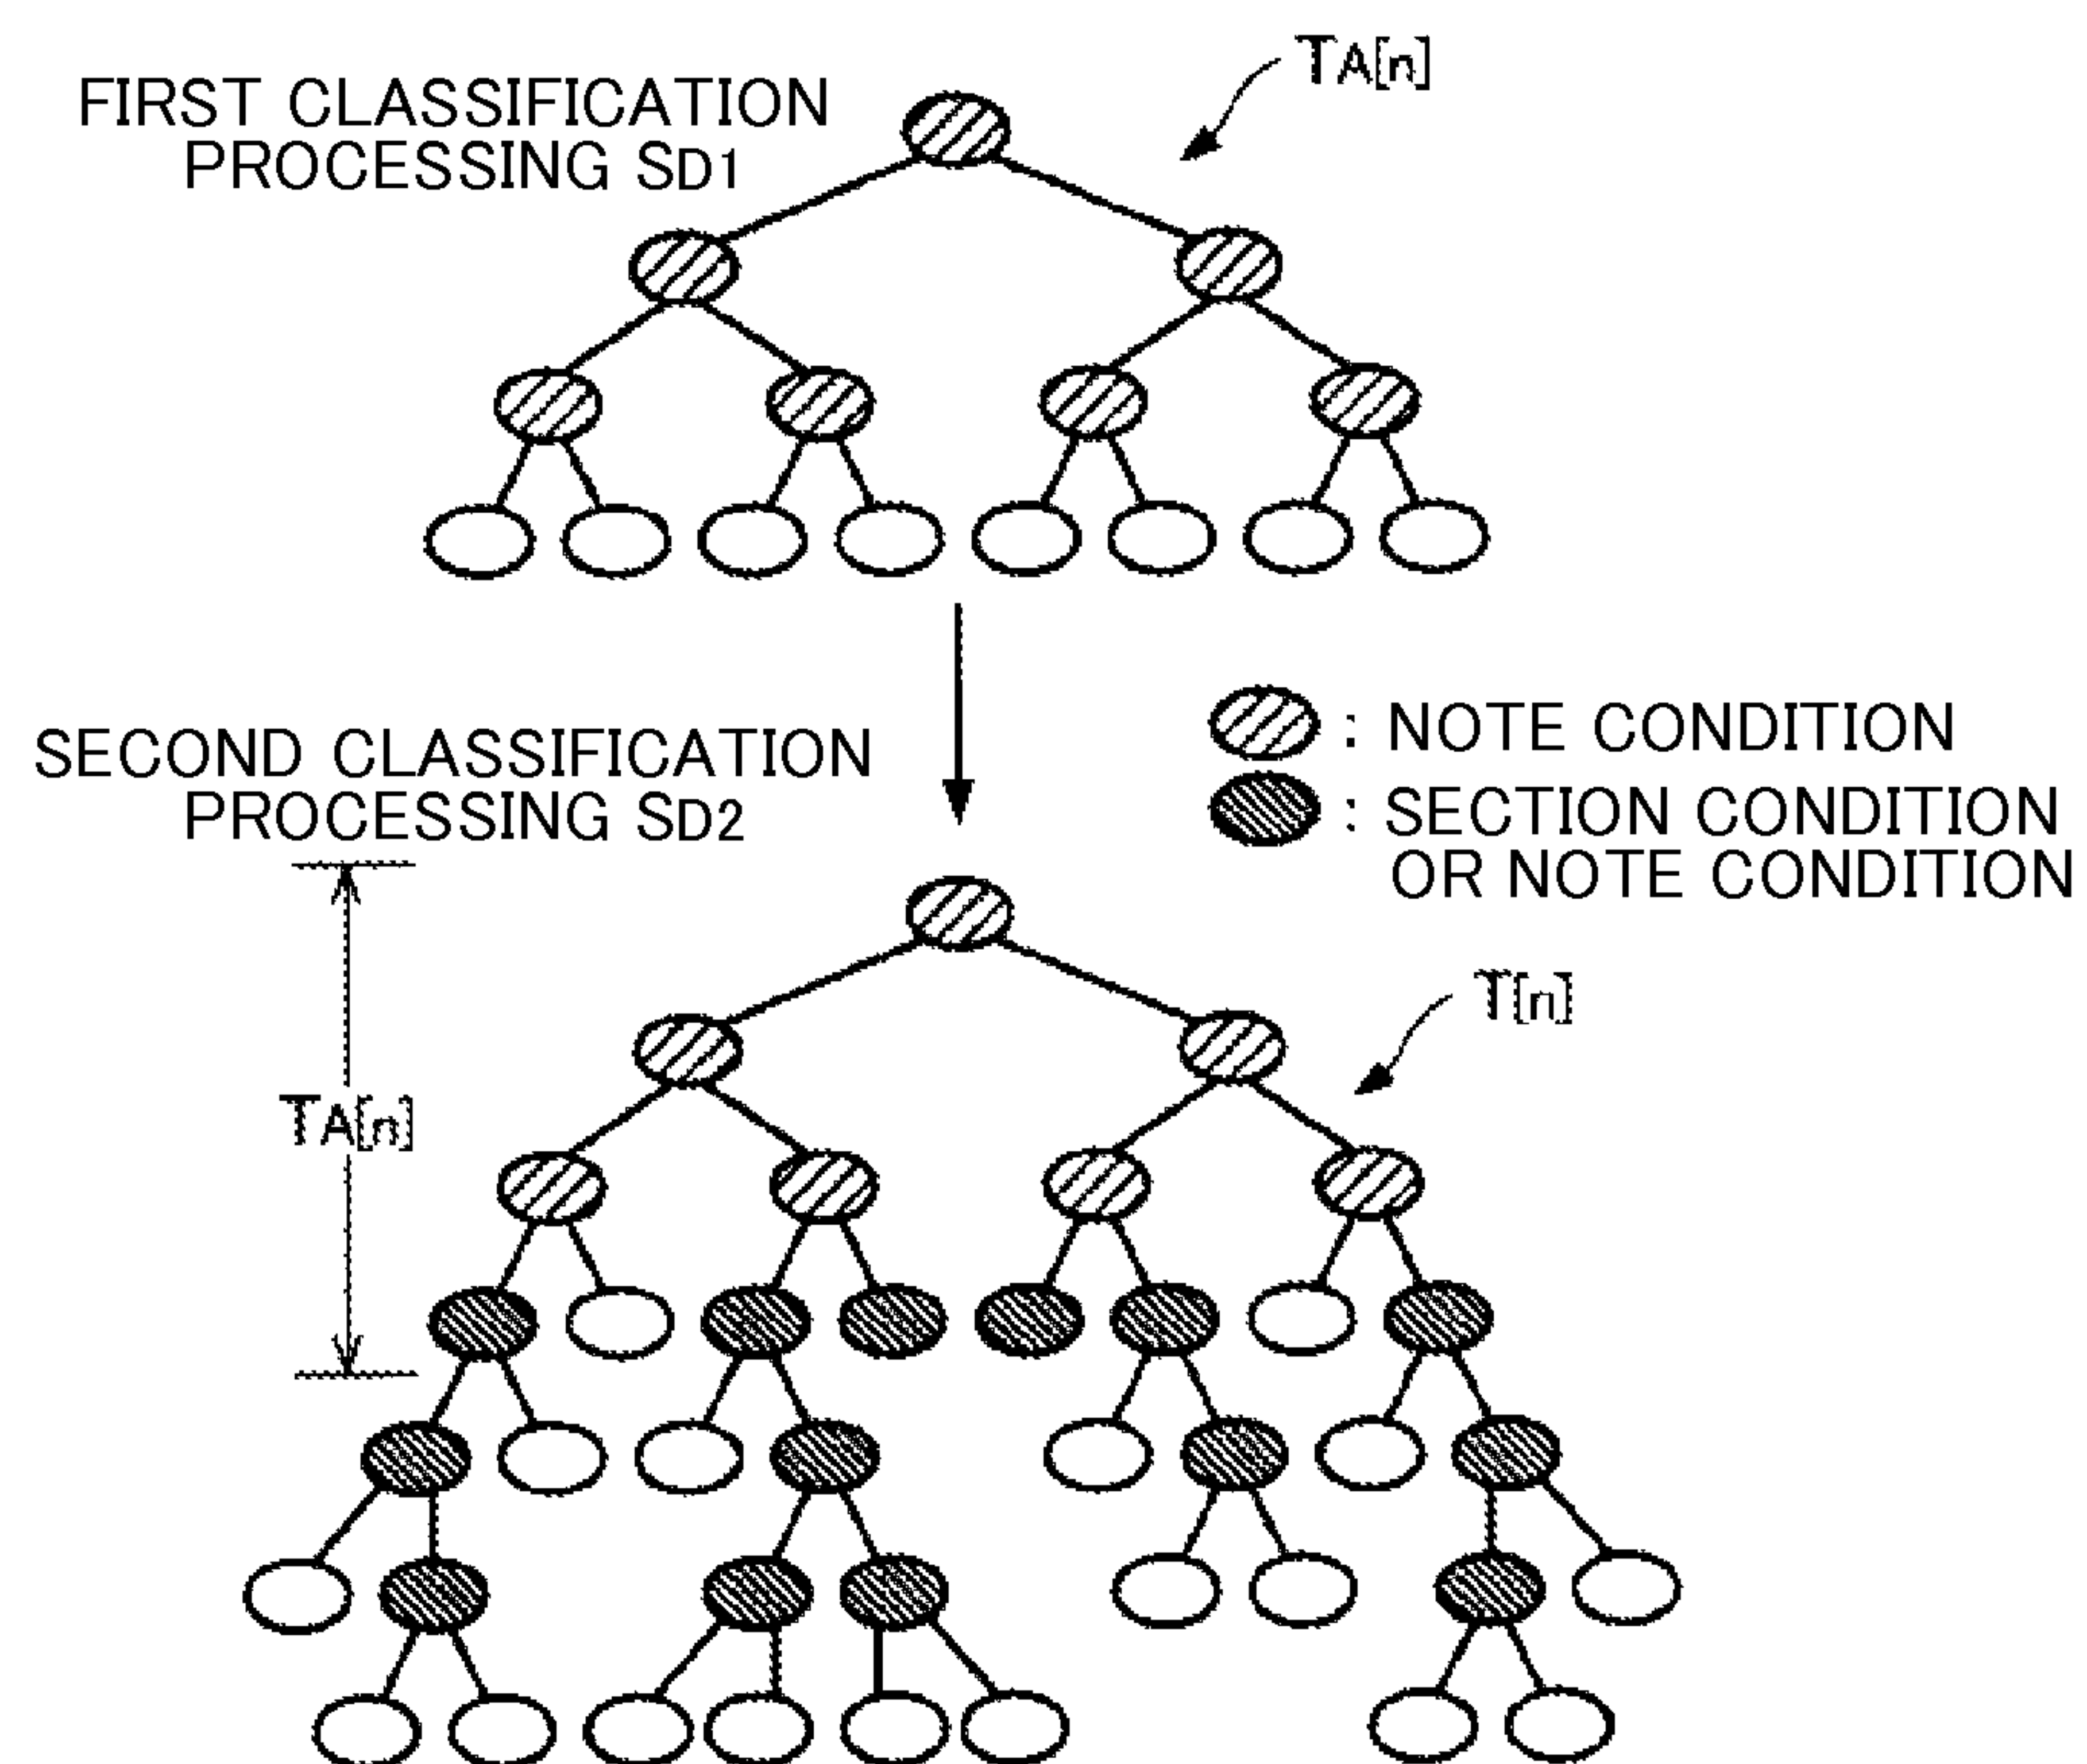 TA[n]
FIRST CLASSIFICATION
PROCESSING SD1
: NOTE CONDITION
: SECTION CONDITION
OR NOTE CONDITION
SECOND CLASSIFICATION
PROCESSING SD2
T[n]
TA[n]